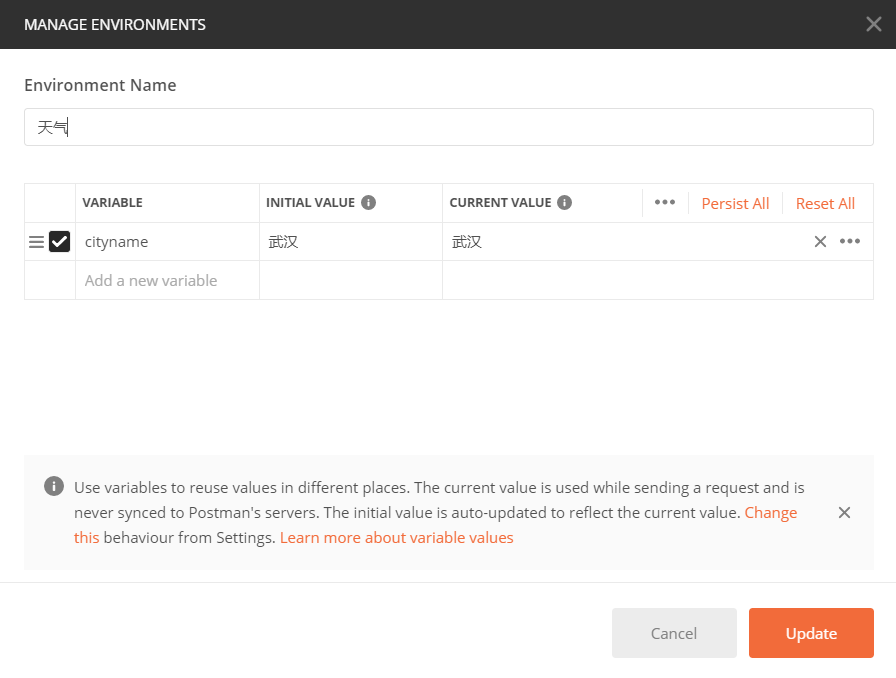 MANAGE ENVIRONMENTS
Environment Name
天气
VARIABLE INITIAL VALUE CURRENT VALUE Persist All Reset All
cityname 武汉 武汉
Add a new variable
Use variables to reuse values in different places. The current value is used while sending a request and is
never synced to Postman's servers. The initial value is auto-updated to reflect the current value. Change
this behaviour from Settings. Learn more about variable values
Cancel Update